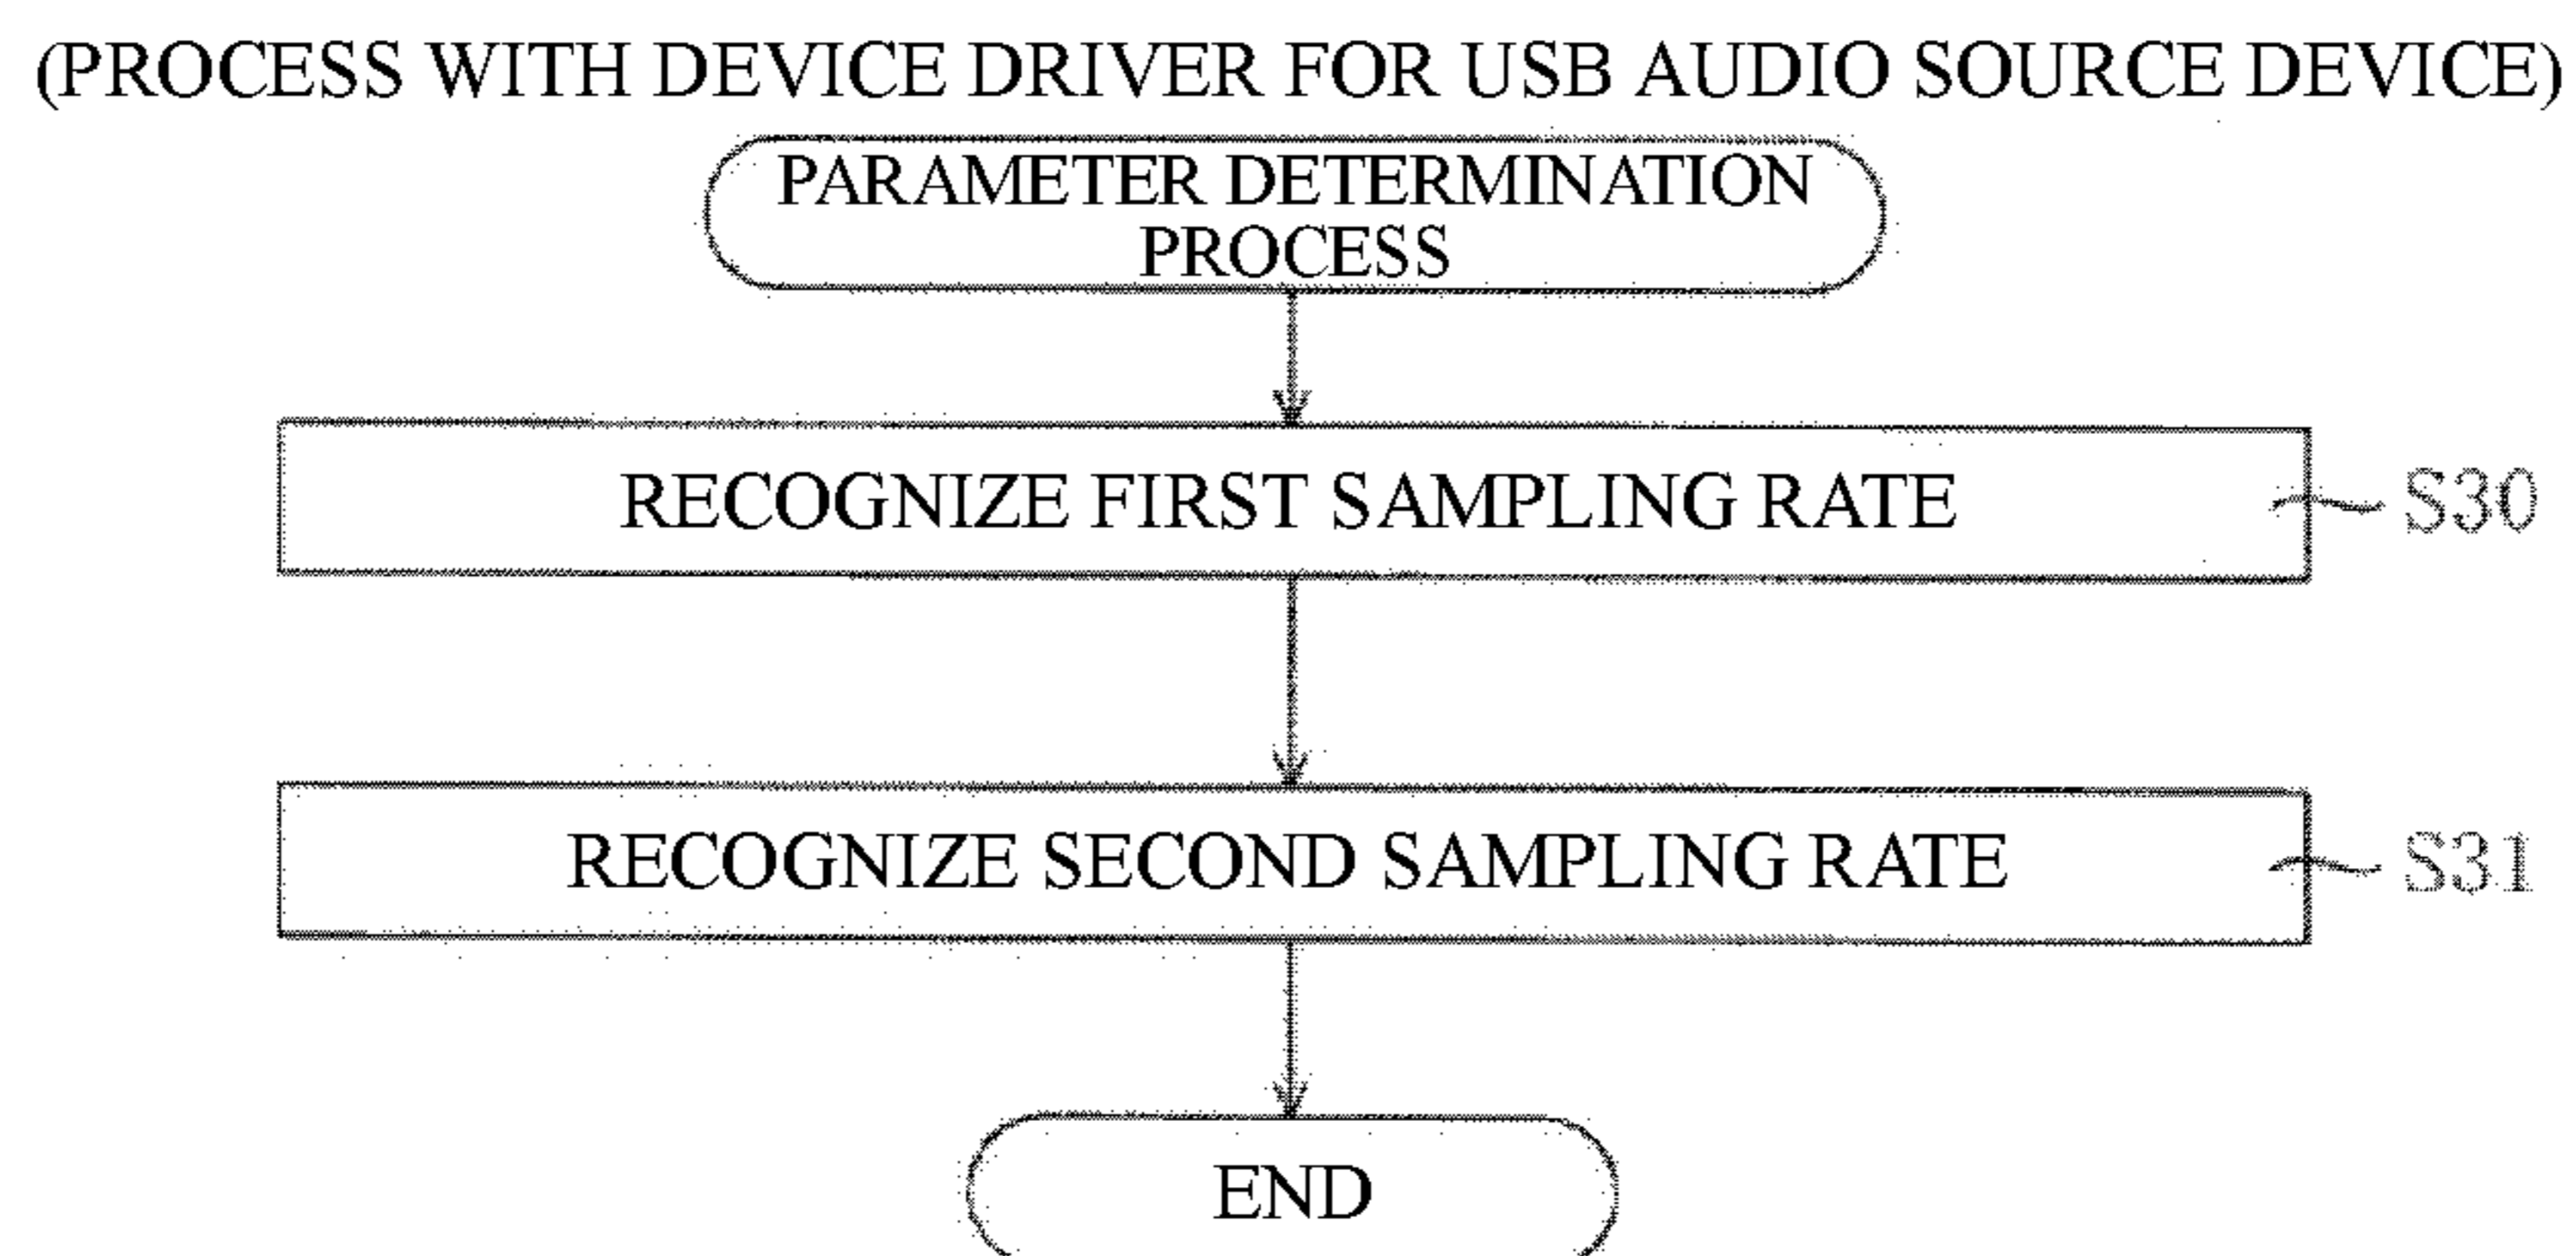 (PROCESS WITH DEVICE DRIVER FOR USB AUDIO SOURCE DEVICE)
PARAMETER DETERMINATION
PROCESS
RECOGNIZE FIRST SAMPLING RATE
S30
RECOGNIZE SECOND SAMPLING RATE
S31
END